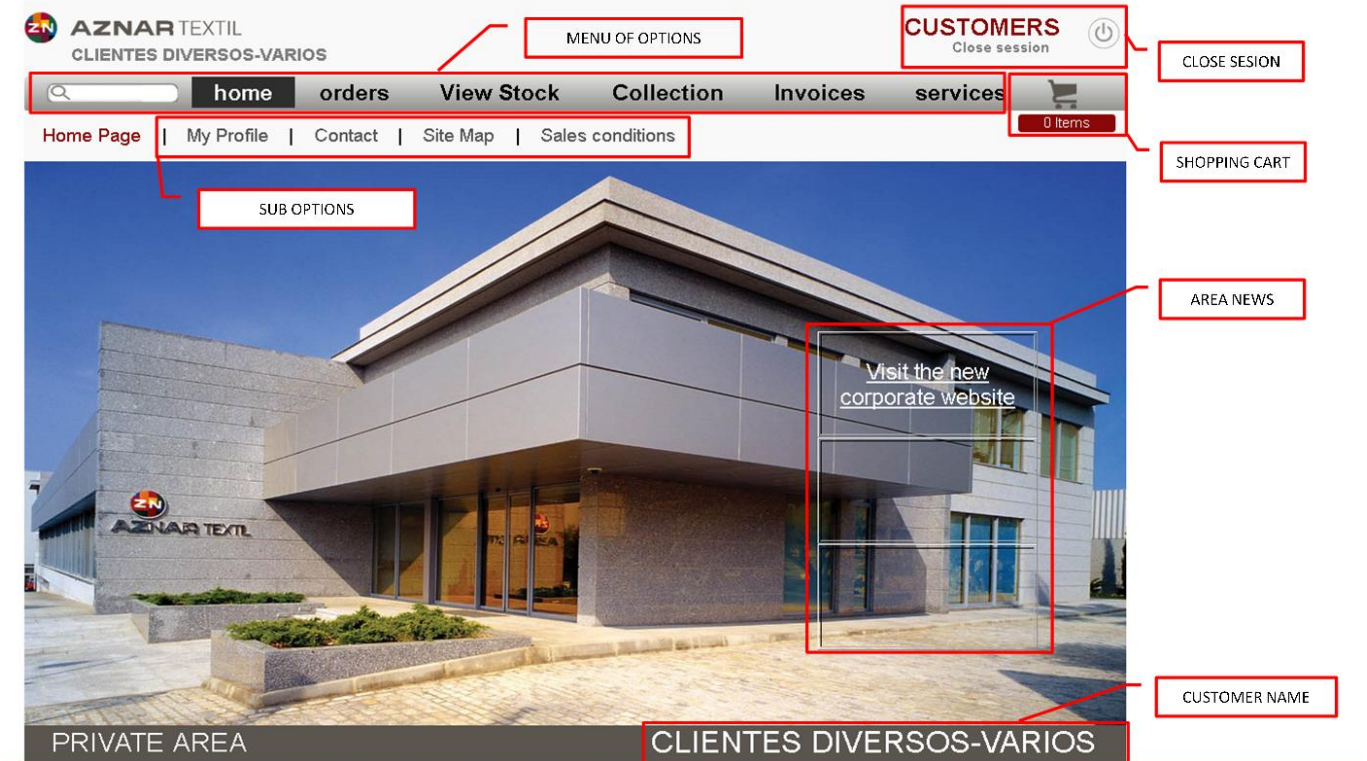 ZN AZNAR TEXTIL
CLIENTES DIVERSOS-VARIOS
MENU OF OPTIONS
CUSTOMERS
Close session
CLOSE SESION
home orders View Stock Collection Invoices services
0 Items
Home Page | My Profile | Contact | Site Map | Sales conditions
SHOPPING CART
SUB OPTIONS
AREA NEWS
Visit the new
corporate website
ZN
AZNAR TEXTIL
CUSTOMER NAME
PRIVATE AREA
CLIENTES DIVERSOS-VARIOS